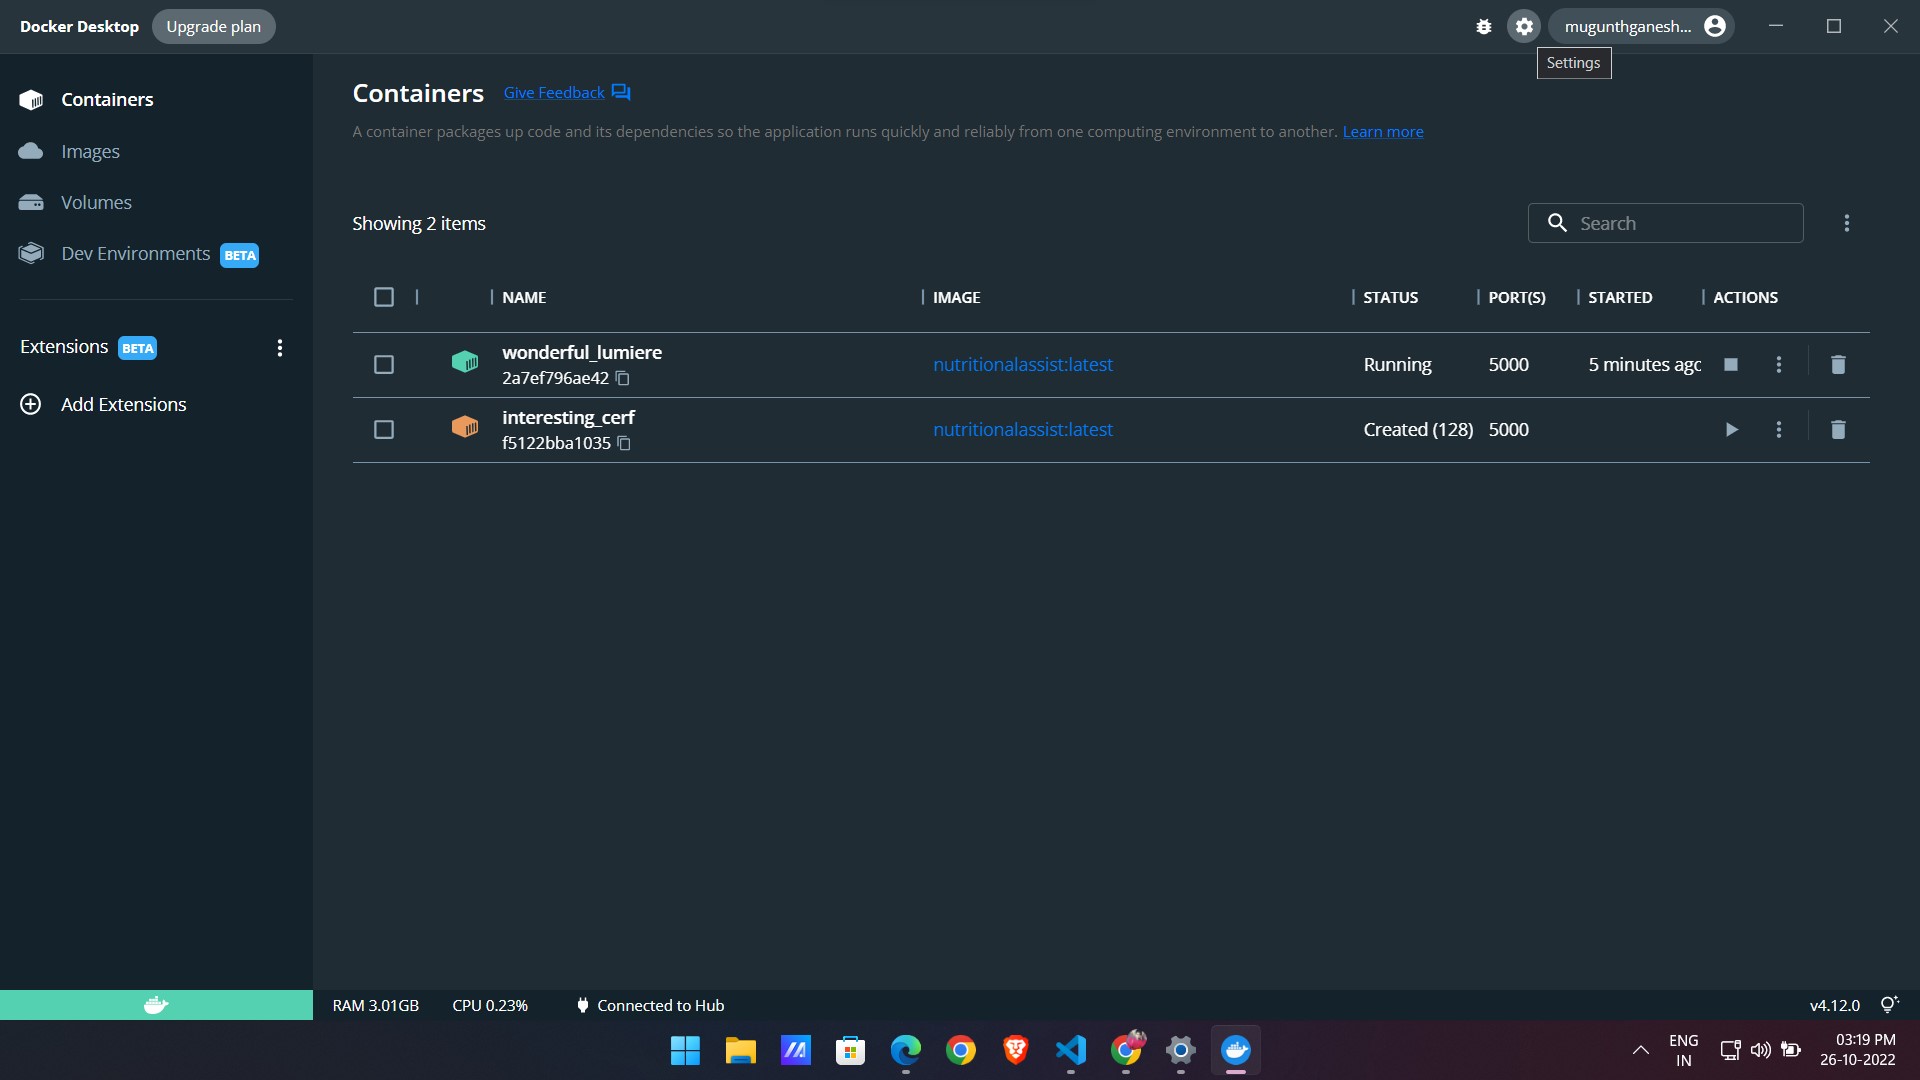 Docker Desktop Upgrade plan mugunthganesh...
Settings
Containers
Images
Volumes
Dev Environments BETA
Extensions BETA
Add Extensions
Containers Give Feedback
A container packages up code and its dependencies so the application runs quickly and reliably from one computing environment to another. Learn more
Showing 2 items Search
NAME IMAGE STATUS PORT(S) STARTED ACTIONS
wonderful_lumiere
2a7ef796ae42 nutritionalassist:latest Running 5000 5 minutes agc
interesting_cerf
f5122bba1035 nutritionalassist:latest Created (128) 5000
RAM 3.01GB CPU 0.23% Connected to Hub v4.12.0
ENG
IN
03:19 PM
26-10-2022